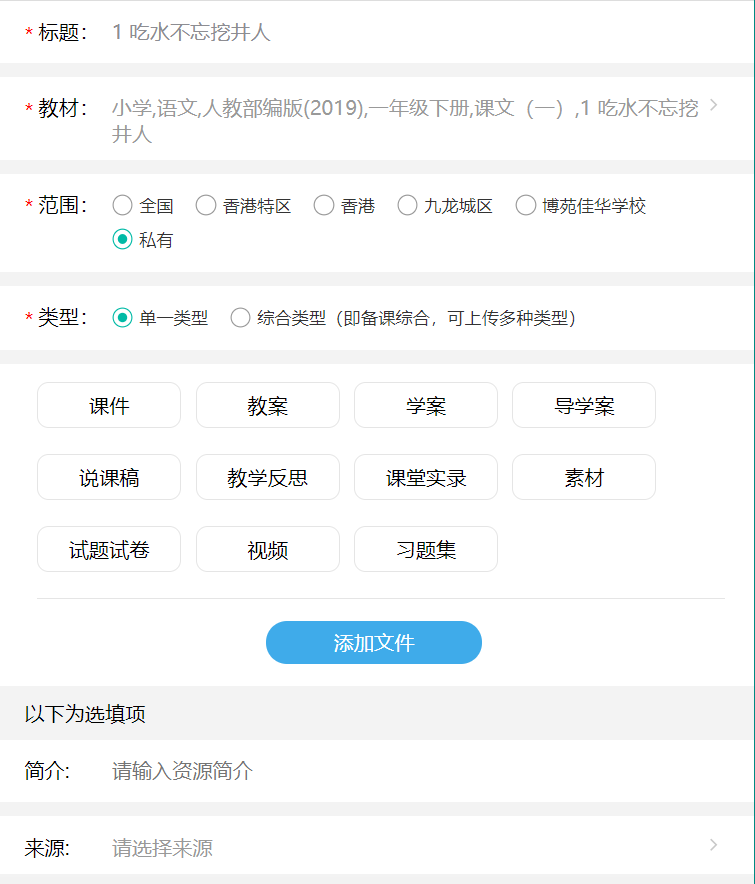 * 标题： 1 吃水不忘挖井人
* 教材： 小学,语文,人教部编版(2019),一年级下册,课文（一）,1 吃水不忘挖
井人
* 范围： 全国 香港特区 香港 九龙城区 博苑佳华学校
私有
* 类型： 单一类型 综合类型（即备课综合，可上传多种类型）
课件 教案 学案 导学案
说课稿 教学反思 课堂实录 素材
试题试卷 视频 习题集
添加文件
以下为选填项
简介: 请输入资源简介
来源: 请选择来源